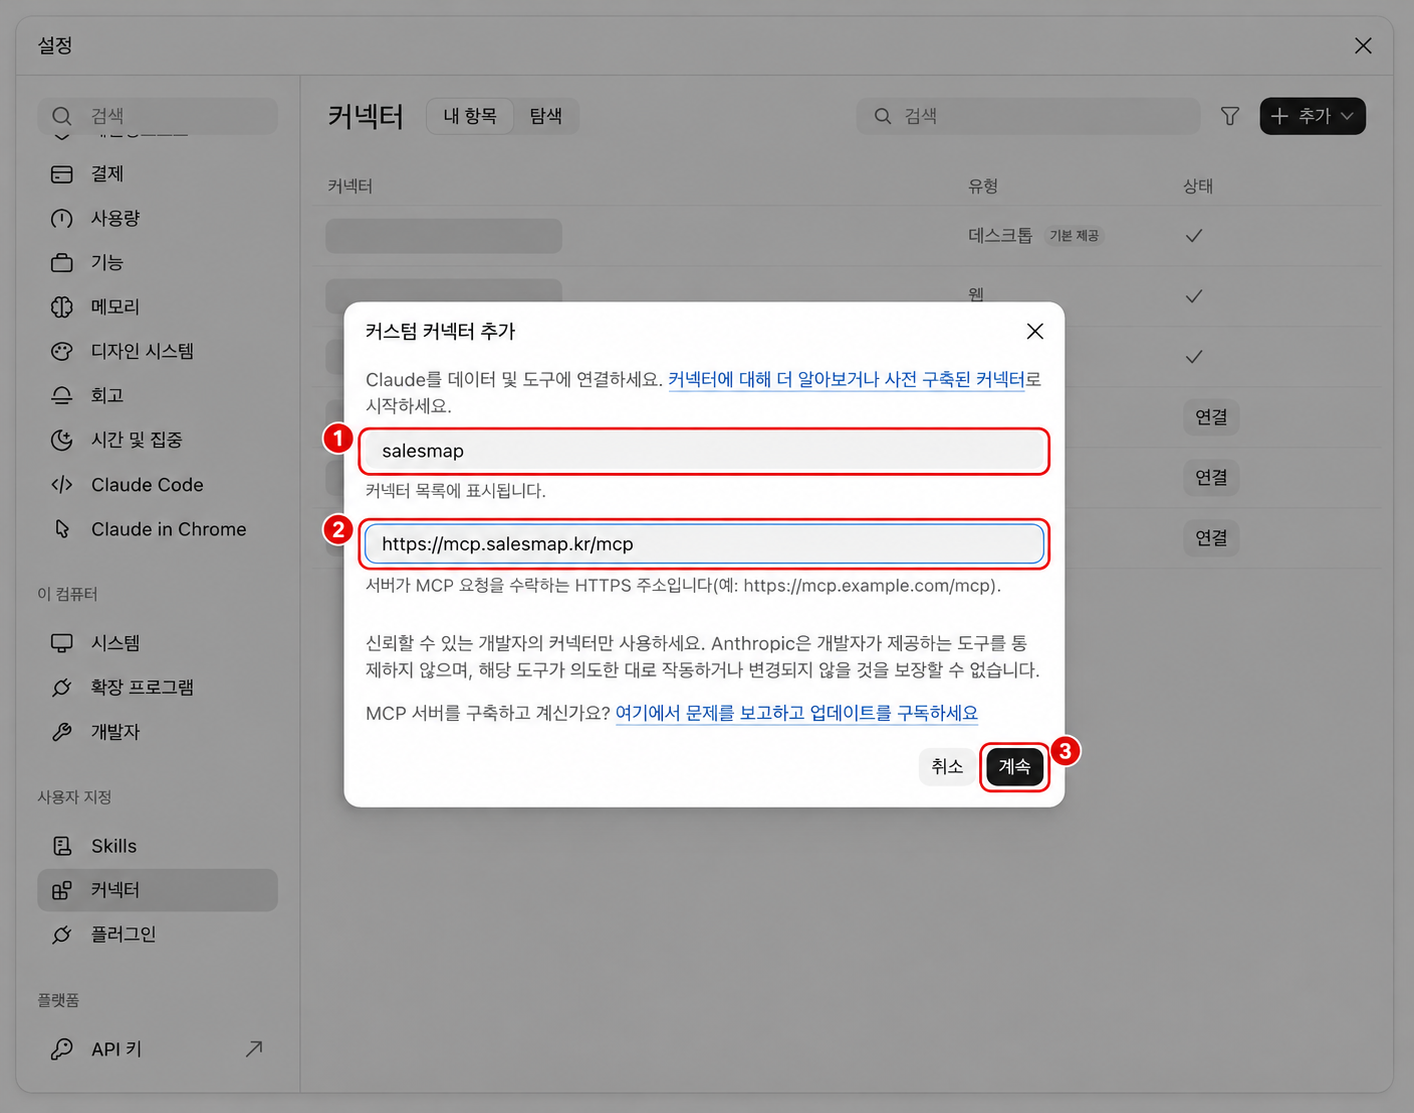 설정
검색
결제
사용량
기능
메모리
디자인 시스템
회고
시간 및 집중
Claude Code
Claude in Chrome
이 컴퓨터
시스템
확장 프로그램
개발자
사용자 지정
Skills
커넥터
플러그인
플랫폼
API 키
커넥터 내 항목 탐색 검색 추가
커넥터 유형 상태
데스크톱 기본 제공
웹
연결
연결
연결
커스텀 커넥터 추가
Claude를 데이터 및 도구에 연결하세요. 커넥터에 대해 더 알아보거나 사전 구축된 커넥터로
시작하세요.
1
salesmap
커넥터 목록에 표시됩니다.
2
https://mcp.salesmap.kr/mcp
서버가 MCP 요청을 수락하는 HTTPS 주소입니다(예: https://mcp.example.com/mcp).
신뢰할 수 있는 개발자의 커넥터만 사용하세요. Anthropic은 개발자가 제공하는 도구를 통
제하지 않으며, 해당 도구가 의도한 대로 작동하거나 변경되지 않을 것을 보장할 수 없습니다.
MCP 서버를 구축하고 계신가요? 여기에서 문제를 보고하고 업데이트를 구독하세요
취소 계속 3